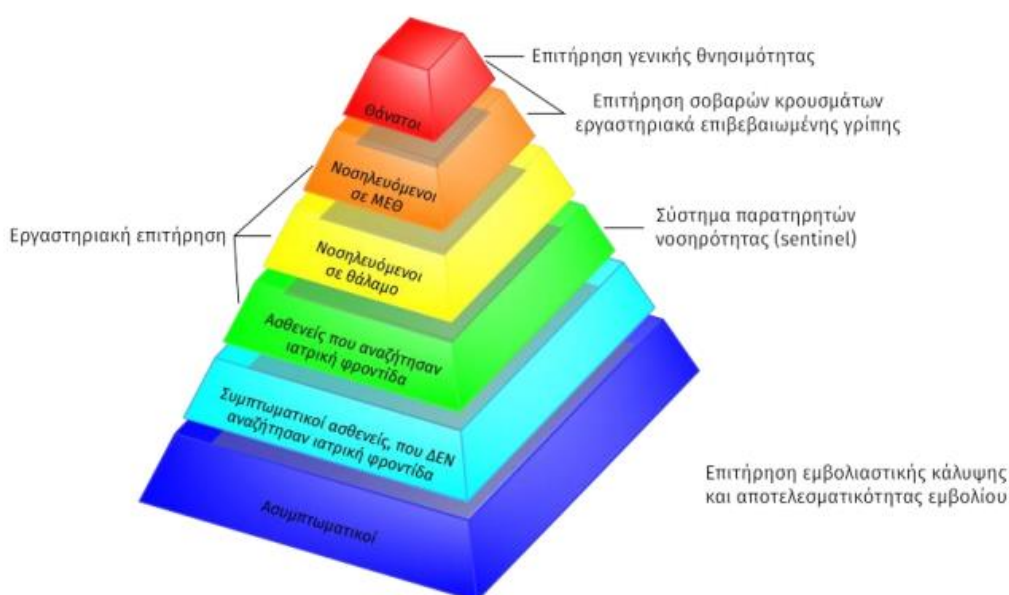 Επιτήρηση γενικής θνησιμότητας
Επιτήρηση σοβαρών κρουσμάτων
εργαστηριακά επιβεβαιωμένης γρίπης
Θάνατοι
Νοσηλευόμενοι
σε ΜΕΘ
Σύστημα παρατηρητών
νοσηρότητας (sentinel)
Εργαστηριακή επιτήρηση
Νοσηλευόμενοι
σε θάλαμο
Ασθενείς που αναζήτησαν
ιατρική φροντίδα
Συμπτωματικοί ασθενείς, που ΔΕΝ
αναζήτησαν ιατρική φροντίδα
Επιτήρηση εμβολιαστικής κάλυψης
και αποτελεσματικότητας εμβολίου
Ασυμπτωματικοί